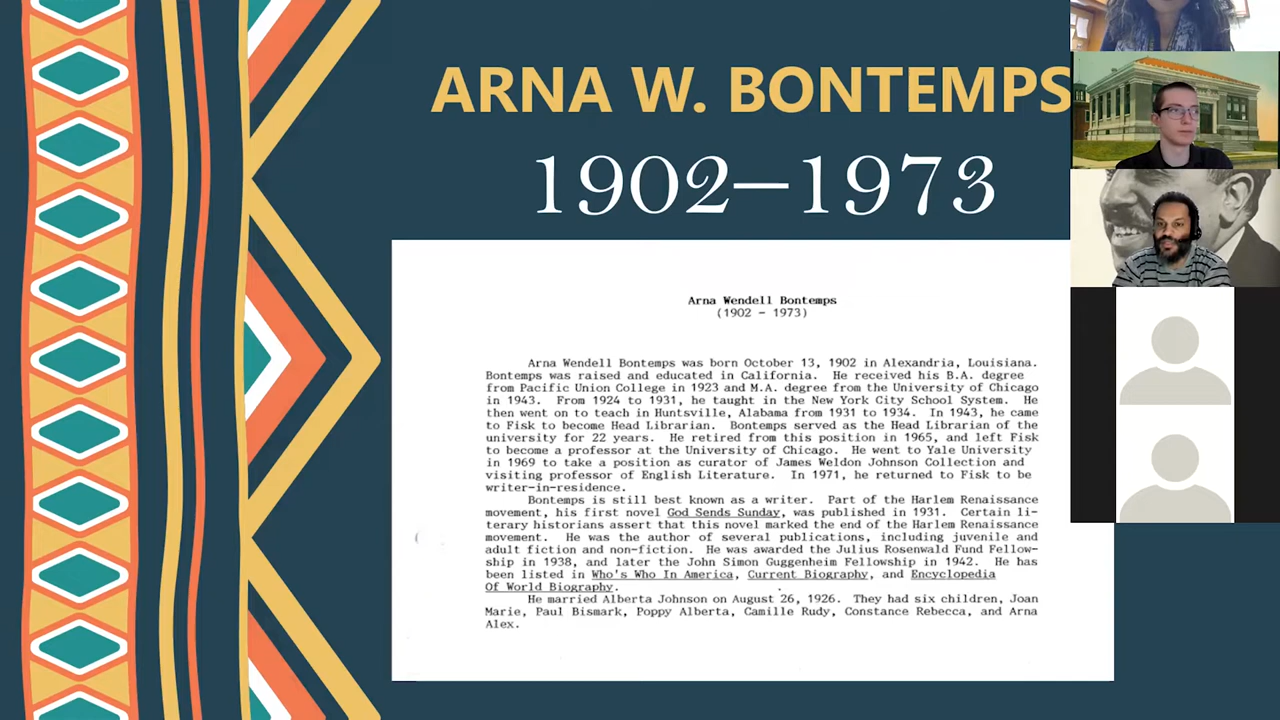 ARNA W. BONTEMPS
1902–1973
Arna Wendell Bontemps
(1902 - 1973)
Arna Wendell Bontemps was born October 13, 1902 in Alexandria, Louisiana.
Bontemps was raised and educated in California. He received his B.A. degree
from Pacific Union College in 1923 and M.A. degree from the University of Chicago
in 1943. From 1924 to 1931, he taught in the New York City School System. He
then went on to teach in Huntsville, Alabama from 1931 to 1934. In 1943, he came
to Fisk to become Head Librarian. Bontemps served as the Head Librarian of the
university for 22 years. He retired from this position in 1965, and left Fisk
to become a professor at the University of Chicago. He went to Yale University
in 1969 to take a position as curator of James Weldon Johnson Collection and
visiting professor of English Literature. In 1971, he returned to Fisk to be
writer-in-residence.
Bontemps is still best known as a writer. Part of the Harlem Renaissance
movement, his first novel God Sends Sunday, was published in 1931. Certain li-
terary historians assert that this novel marked the end of the Harlem Renaissance
movement. He was the author of several publications, including juvenile and
adult fiction and non-fiction. He was awarded the Julius Rosenwald Fund Fellow-
ship in 1938, and later the John Simon Guggenheim Fellowship in 1942. He has
been listed in Who's Who In America, Current Biography, and Encyclopedia
Of World Biography.
He married Alberta Johnson on August 26, 1926. They had six children, Joan
Marie, Paul Bismark, Poppy Alberta, Camille Rudy, Constance Rebecca, and Arna
Alex.